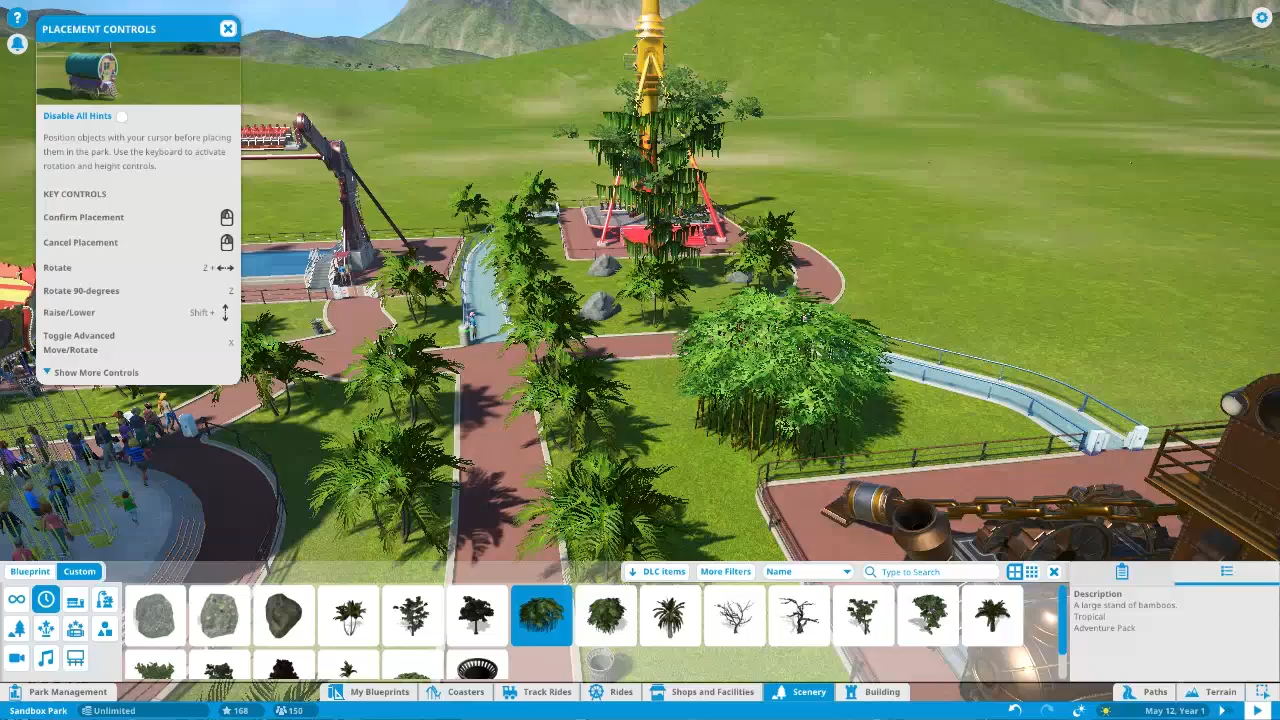 ?
PLACEMENT CONTROLS
Disable All Hints
Position objects with your cursor before placing
them in the park. Use the keyboard to activate
rotation and height controls.
KEY CONTROLS
Confirm Placement
Cancel Placement
Rotate Z +
Rotate 90-degrees Z
Raise/Lower Shift +
Toggle Advanced
Move/Rotate X
Show More Controls
Blueprint Custom DLC items More Filters Name Type to Search
Description
A large stand of bamboos.
Tropical
Adventure Pack
Park Management My Blueprints Coasters Track Rides Rides Shops and Facilities Scenery Building Paths Terrain
Sandbox Park Unlimited 168 150 May 12, Year 1